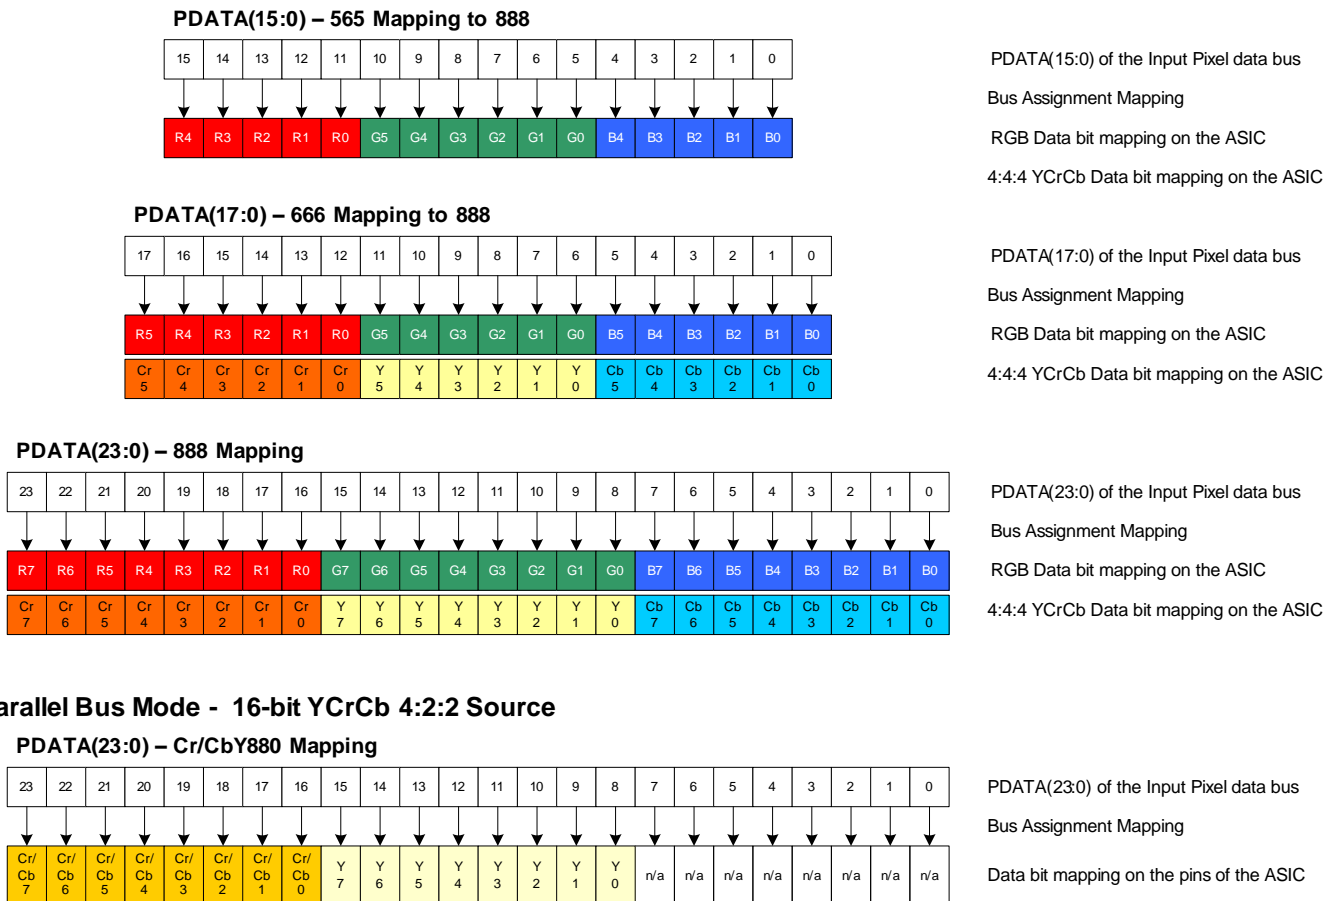 PDATA(15:0) – 565 Mapping to 888
15 14 13 12 11 10 9 8 7 6 5 4 3 2 1 0 PDATA(15:0) of the Input Pixel data bus
Bus Assignment Mapping
R4 R3 R2 R1 R0 G5 G4 G3 G2 G1 G0 B4 B3 B2 B1 B0 RGB Data bit mapping on the ASIC
4:4:4 YCrCb Data bit mapping on the ASIC
PDATA(17:0) – 666 Mapping to 888
17 16 15 14 13 12 11 10 9 8 7 6 5 4 3 2 1 0 PDATA(17:0) of the Input Pixel data bus
Bus Assignment Mapping
R5 R4 R3 R2 R1 R0 G5 G4 G3 G2 G1 G0 B5 B4 B3 B2 B1 B0 RGB Data bit mapping on the ASIC
Cr Cr Cr Cr Cr Cr Y Y Y Y Y Y Cb Cb Cb Cb Cb Cb
5 4 3 2 1 0 5 4 3 2 1 0 5 4 3 2 1 0 4:4:4 YCrCb Data bit mapping on the ASIC
PDATA(23:0) – 888 Mapping
23 22 21 20 19 18 17 16 15 14 13 12 11 10 9 8 7 6 5 4 3 2 1 0 PDATA(23:0) of the Input Pixel data bus
Bus Assignment Mapping
R7 R6 R5 R4 R3 R2 R1 R0 G7 G6 G5 G4 G3 G2 G1 G0 B7 B6 B5 B4 B3 B2 B1 B0 RGB Data bit mapping on the ASIC
Cr Cr Cr Cr Cr Cr Cr Cr Y Y Y Y Y Y Y Y Cb Cb Cb Cb Cb Cb Cb Cb
7 6 5 4 3 2 1 0 7 6 5 4 3 2 1 0 7 6 5 4 3 2 1 0 4:4:4 YCrCb Data bit mapping on the ASIC
arallel Bus Mode - 16-bit YCrCb 4:2:2 Source
PDATA(23:0) – Cr/CbY880 Mapping
23 22 21 20 19 18 17 16 15 14 13 12 11 10 9 8 7 6 5 4 3 2 1 0 PDATA(23:0) of the Input Pixel data bus
Bus Assignment Mapping
Cr/ Cr/ Cr/ Cr/ Cr/ Cr/ Cr/ Cr/
Cb Cb Cb Cb Cb Cb Cb Cb Y Y Y Y Y Y Y Y n/a n/a n/a n/a n/a n/a n/a n/a Data bit mapping on the pins of the ASIC
7 6 5 4 3 2 1 0 7 6 5 4 3 2 1 0